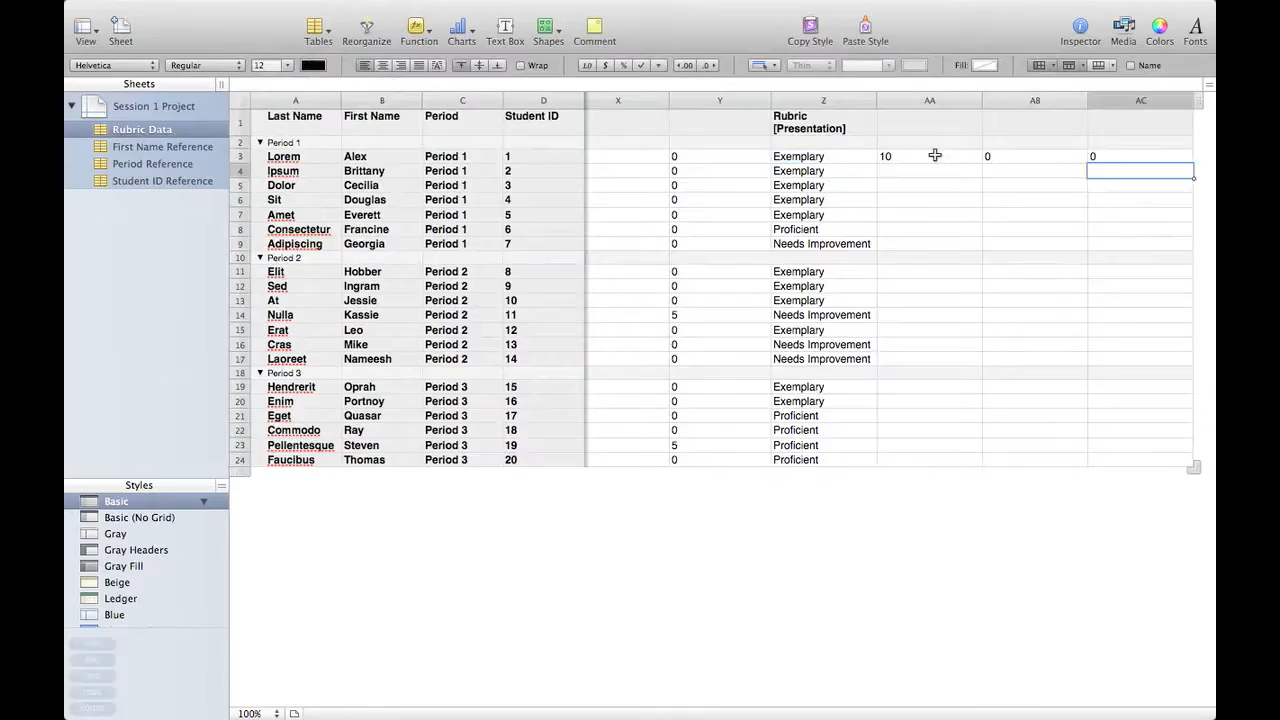 View Sheet Tables Reorganize Function Charts Text Box Shapes Comment Copy Style Paste Style Inspector Media Colors Fonts
Helvetica Regular 12 Wrap 1.0 $ % ✓ ←.00 .0→ Thin Fill: Name
Sheets
Session 1 Project
Rubric Data
First Name Reference
Period Reference
Student ID Reference
Styles
Basic
Basic (No Grid)
Gray
Gray Headers
Gray Fill
Beige
Ledger
Blue
A B C D X Y Z AA AB AC
1 Last Name First Name Period Student ID Rubric
[Presentation]
2 Period 1
3 Lorem Alex Period 1 1 0 Exemplary 10 0 0
4 Ipsum Brittany Period 1 2 0 Exemplary
5 Dolor Cecilia Period 1 3 0 Exemplary
6 Sit Douglas Period 1 4 0 Exemplary
7 Amet Everett Period 1 5 0 Exemplary
8 Consectetur Francine Period 1 6 0 Proficient
9 Adipiscing Georgia Period 1 7 0 Needs Improvement
10 Period 2
11 Elit Hobber Period 2 8 0 Exemplary
12 Sed Ingram Period 2 9 0 Exemplary
13 At Jessie Period 2 10 0 Exemplary
14 Nulla Kassie Period 2 11 5 Needs Improvement
15 Erat Leo Period 2 12 0 Exemplary
16 Cras Mike Period 2 13 0 Needs Improvement
17 Laoreet Nameesh Period 2 14 0 Needs Improvement
18 Period 3
19 Hendrerit Oprah Period 3 15 0 Exemplary
20 Enim Portnoy Period 3 16 0 Exemplary
21 Eget Quasar Period 3 17 0 Proficient
22 Commodo Ray Period 3 18 0 Proficient
23 Pellentesque Steven Period 3 19 5 Proficient
24 Faucibus Thomas Period 3 20 0 Proficient
100%